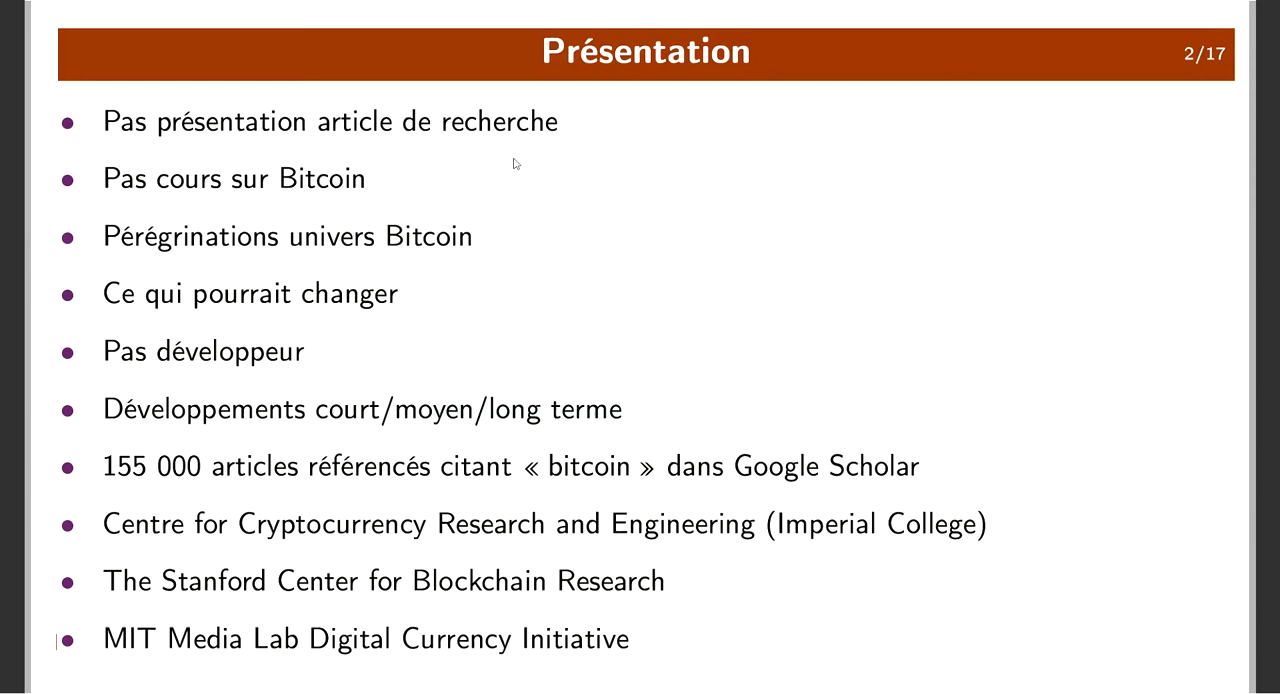 Présentation
2/17
Pas présentation article de recherche
Pas cours sur Bitcoin
Pérégrinations univers Bitcoin
Ce qui pourrait changer
Pas développeur
Développements court/moyen/long terme
155 000 articles référencés citant « bitcoin » dans Google Scholar
Centre for Cryptocurrency Research and Engineering (Imperial College)
The Stanford Center for Blockchain Research
MIT Media Lab Digital Currency Initiative